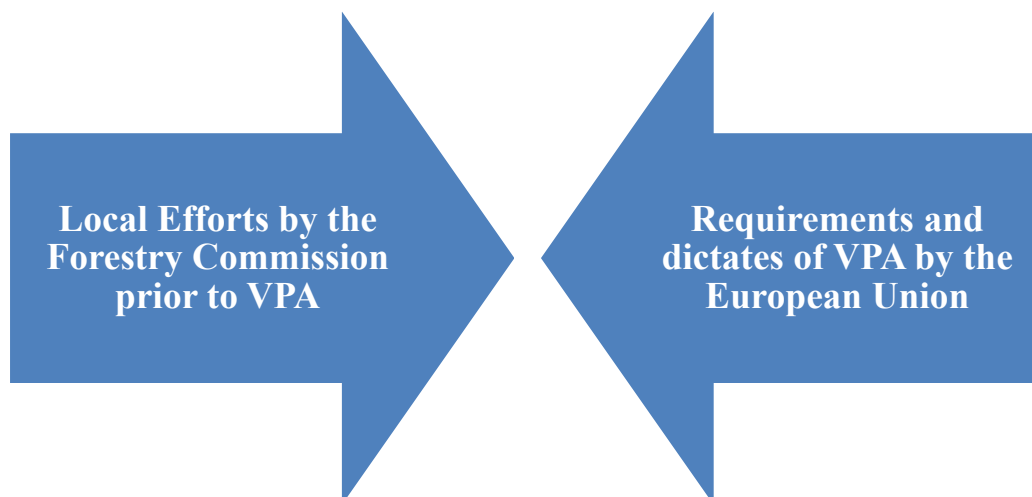 Local Efforts by the
Forestry Commission
prior to VPA
Requirements and
dictates of VPA by the
European Union